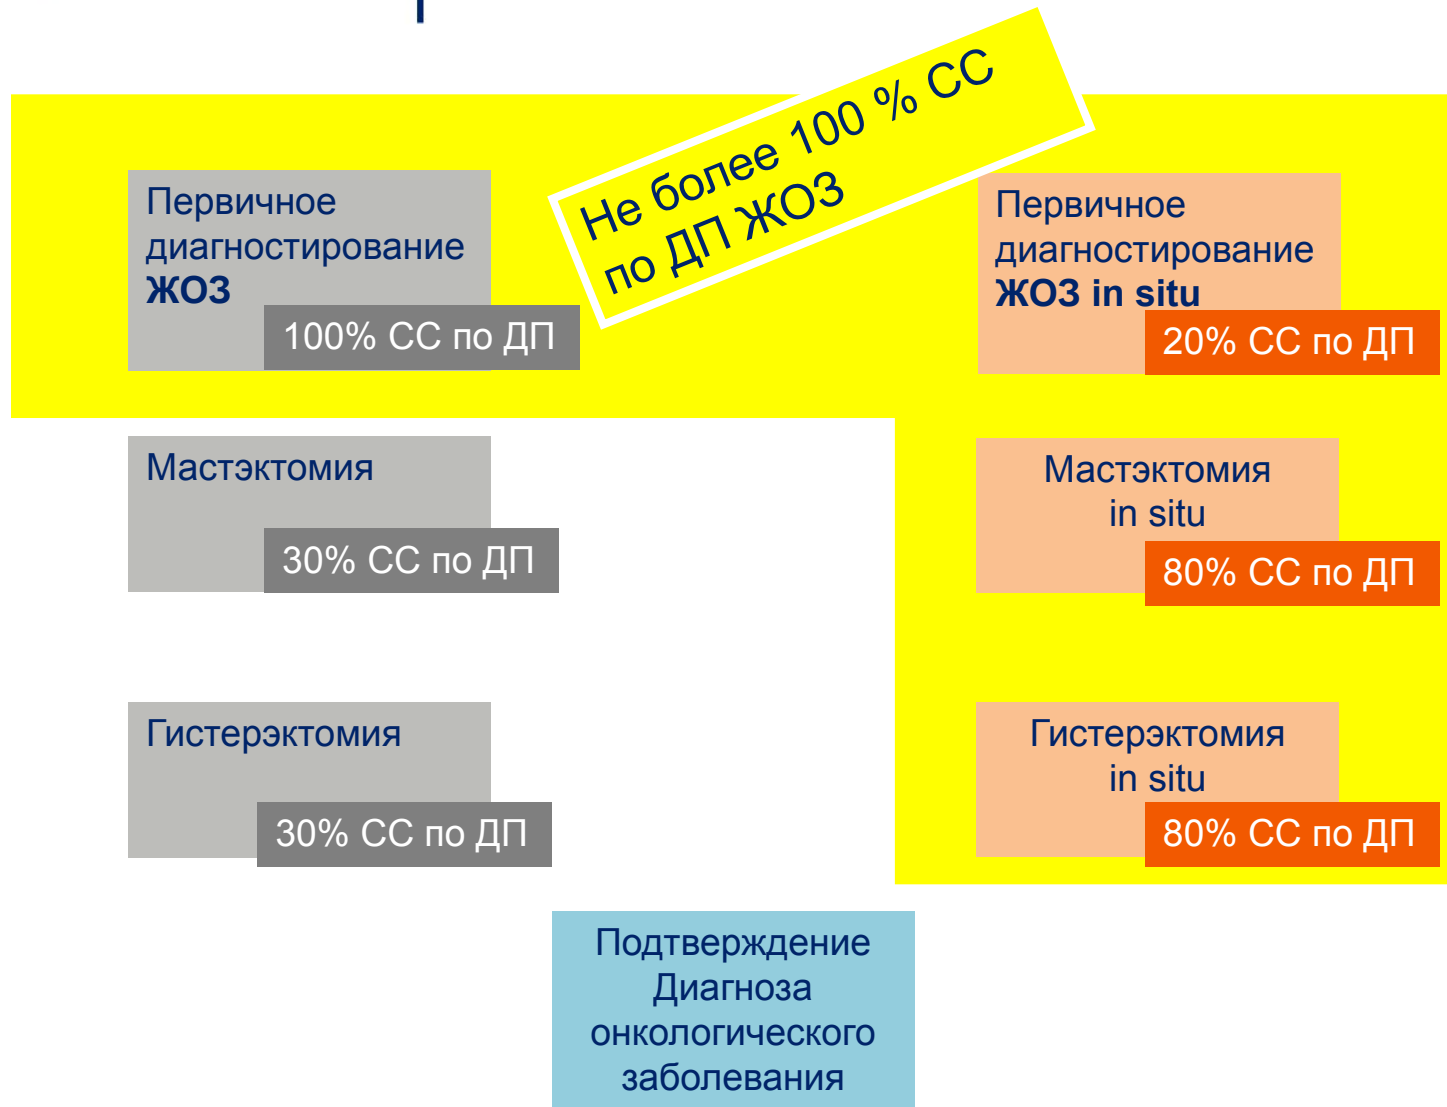 Не более 100 % СС
по ДП ЖОЗ
Первичное
диагностирование
ЖОЗ
100% СС по ДП
Первичное
диагностирование
ЖОЗ in situ
20% СС по ДП
Мастэктомия
30% СС по ДП
Мастэктомия
in situ
80% СС по ДП
Гистерэктомия
30% СС по ДП
Гистерэктомия
in situ
80% СС по ДП
Подтверждение
Диагноза
онкологического
заболевания